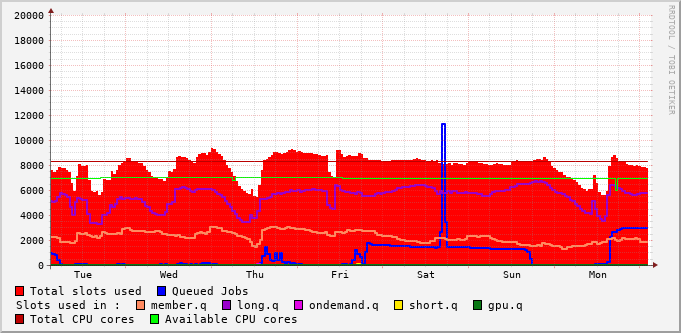 20000
18000
16000
14000
12000
10000
8000
6000
4000
2000
0
Tue Wed Thu Fri Sat Sun Mon
RRDTOOL / TOBI OETIKER
Total slots used Queued Jobs
Slots used in : member.q long.q ondemand.q short.q gpu.q
Total CPU cores Available CPU cores